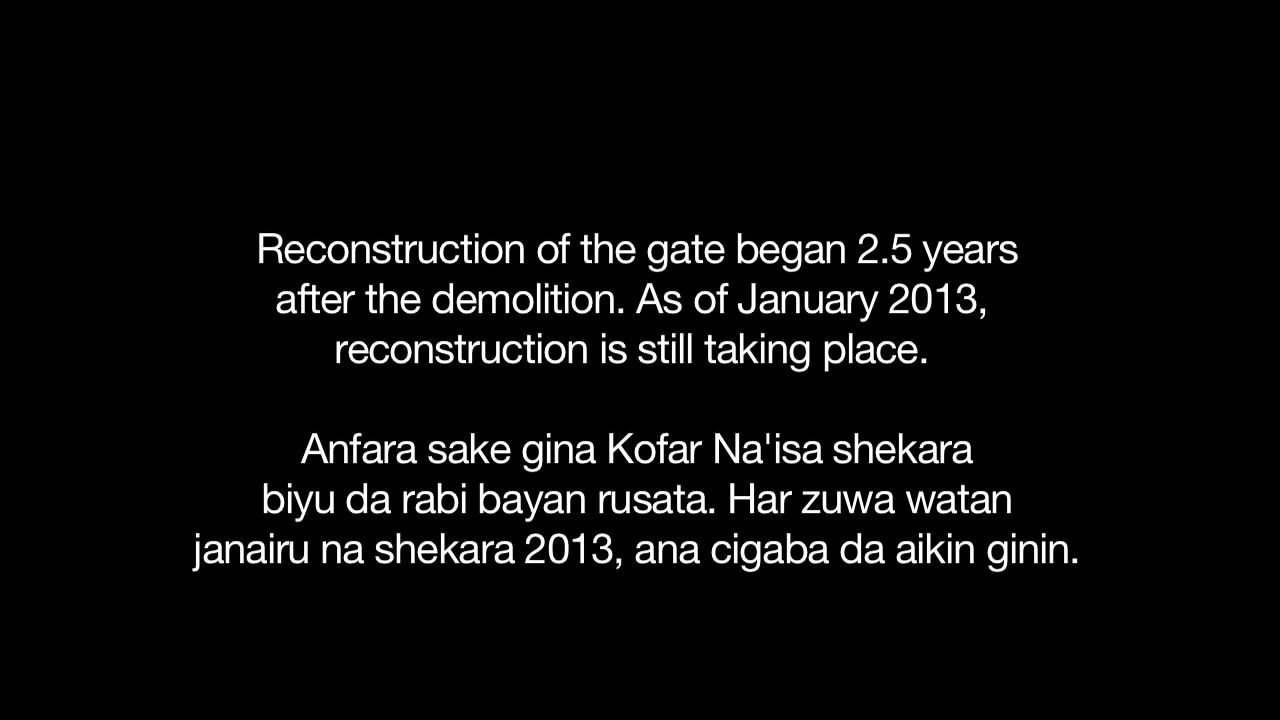 Reconstruction of the gate began 2.5 years
after the demolition. As of January 2013,
reconstruction is still taking place.
Anfara sake gina Kofar Na'isa shekara
biyu da rabi bayan rusata. Har zuwa watan
janairu na shekara 2013, ana cigaba da aikin ginin.